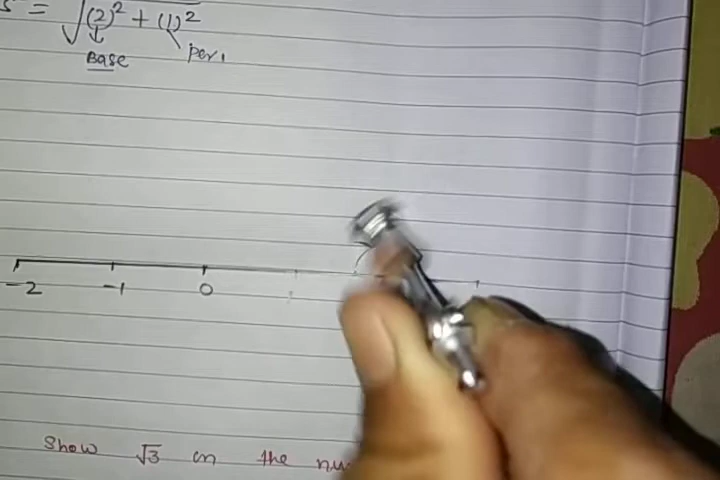 = √(2)² + (1)²
Base per.
-2 -1 0
Show √3 on the